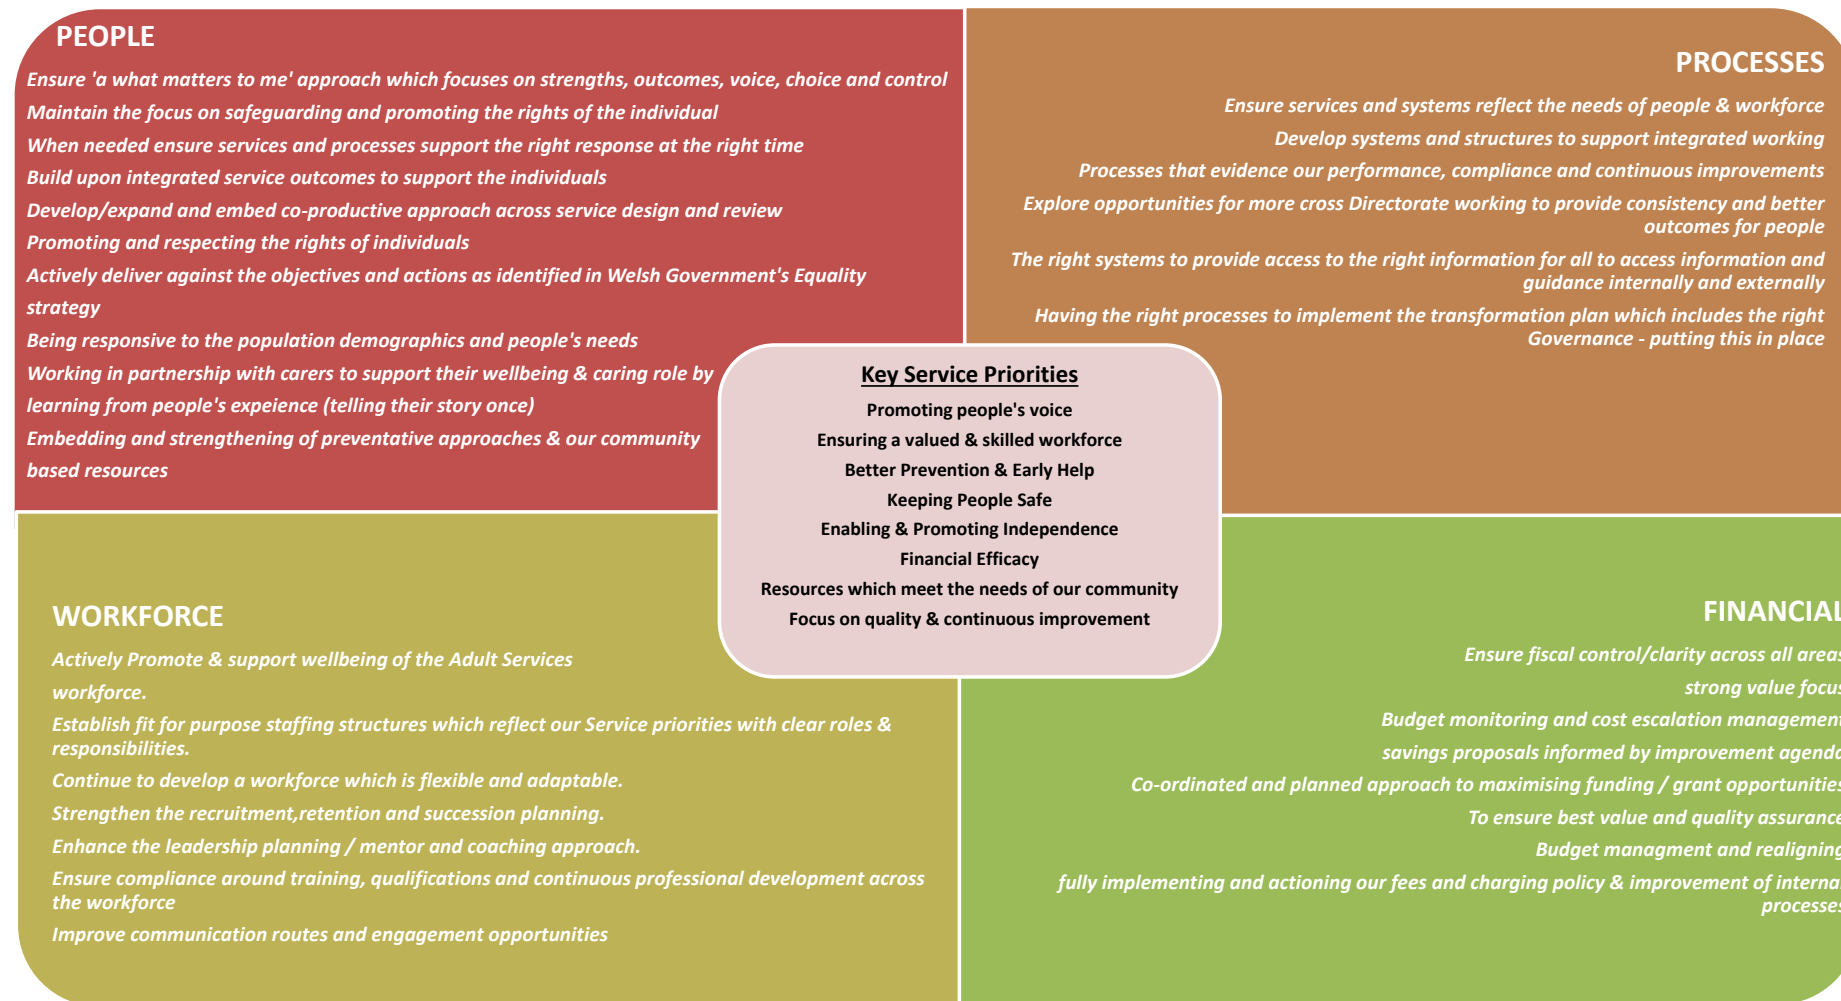 PEOPLE
Ensure 'a what matters to me' approach which focuses on strengths, outcomes, voice, choice and control
Maintain the focus on safeguarding and promoting the rights of the individual
When needed ensure services and processes support the right response at the right time
Build upon integrated service outcomes to support the individuals
Develop/expand and embed co-productive approach across service design and review
Promoting and respecting the rights of individuals
Actively deliver against the objectives and actions as identified in Welsh Government's Equality
strategy
Being responsive to the population demographics and people's needs
Working in partnership with carers to support their wellbeing & caring role by
learning from people's expeience (telling their story once)
Embedding and strengthening of preventative approaches & our community
based resources
PROCESSES
Ensure services and systems reflect the needs of people & workforce
Develop systems and structures to support integrated working
Processes that evidence our performance, compliance and continuous improvements
Explore opportunities for more cross Directorate working to provide consistency and better
outcomes for people
The right systems to provide access to the right information for all to access information and
guidance internally and externally
Having the right processes to implement the transformation plan which includes the right
Governance - putting this in place
Key Service Priorities
Promoting people's voice
Ensuring a valued & skilled workforce
Better Prevention & Early Help
Keeping People Safe
Enabling & Promoting Independence
Financial Efficacy
Resources which meet the needs of our community
Focus on quality & continuous improvement
WORKFORCE
Actively Promote & support wellbeing of the Adult Services
workforce.
Establish fit for purpose staffing structures which reflect our Service priorities with clear roles &
responsibilities.
Continue to develop a workforce which is flexible and adaptable.
Strengthen the recruitment,retention and succession planning.
Enhance the leadership planning / mentor and coaching approach.
Ensure compliance around training, qualifications and continuous professional development across
the workforce
Improve communication routes and engagement opportunities
FINANCIAL
Ensure fiscal control/clarity across all areas
strong value focus
Budget monitoring and cost escalation management
savings proposals informed by improvement agenda
Co-ordinated and planned approach to maximising funding / grant opportunities
To ensure best value and quality assurance
Budget managment and realigning
fully implementing and actioning our fees and charging policy & improvement of internal
processes